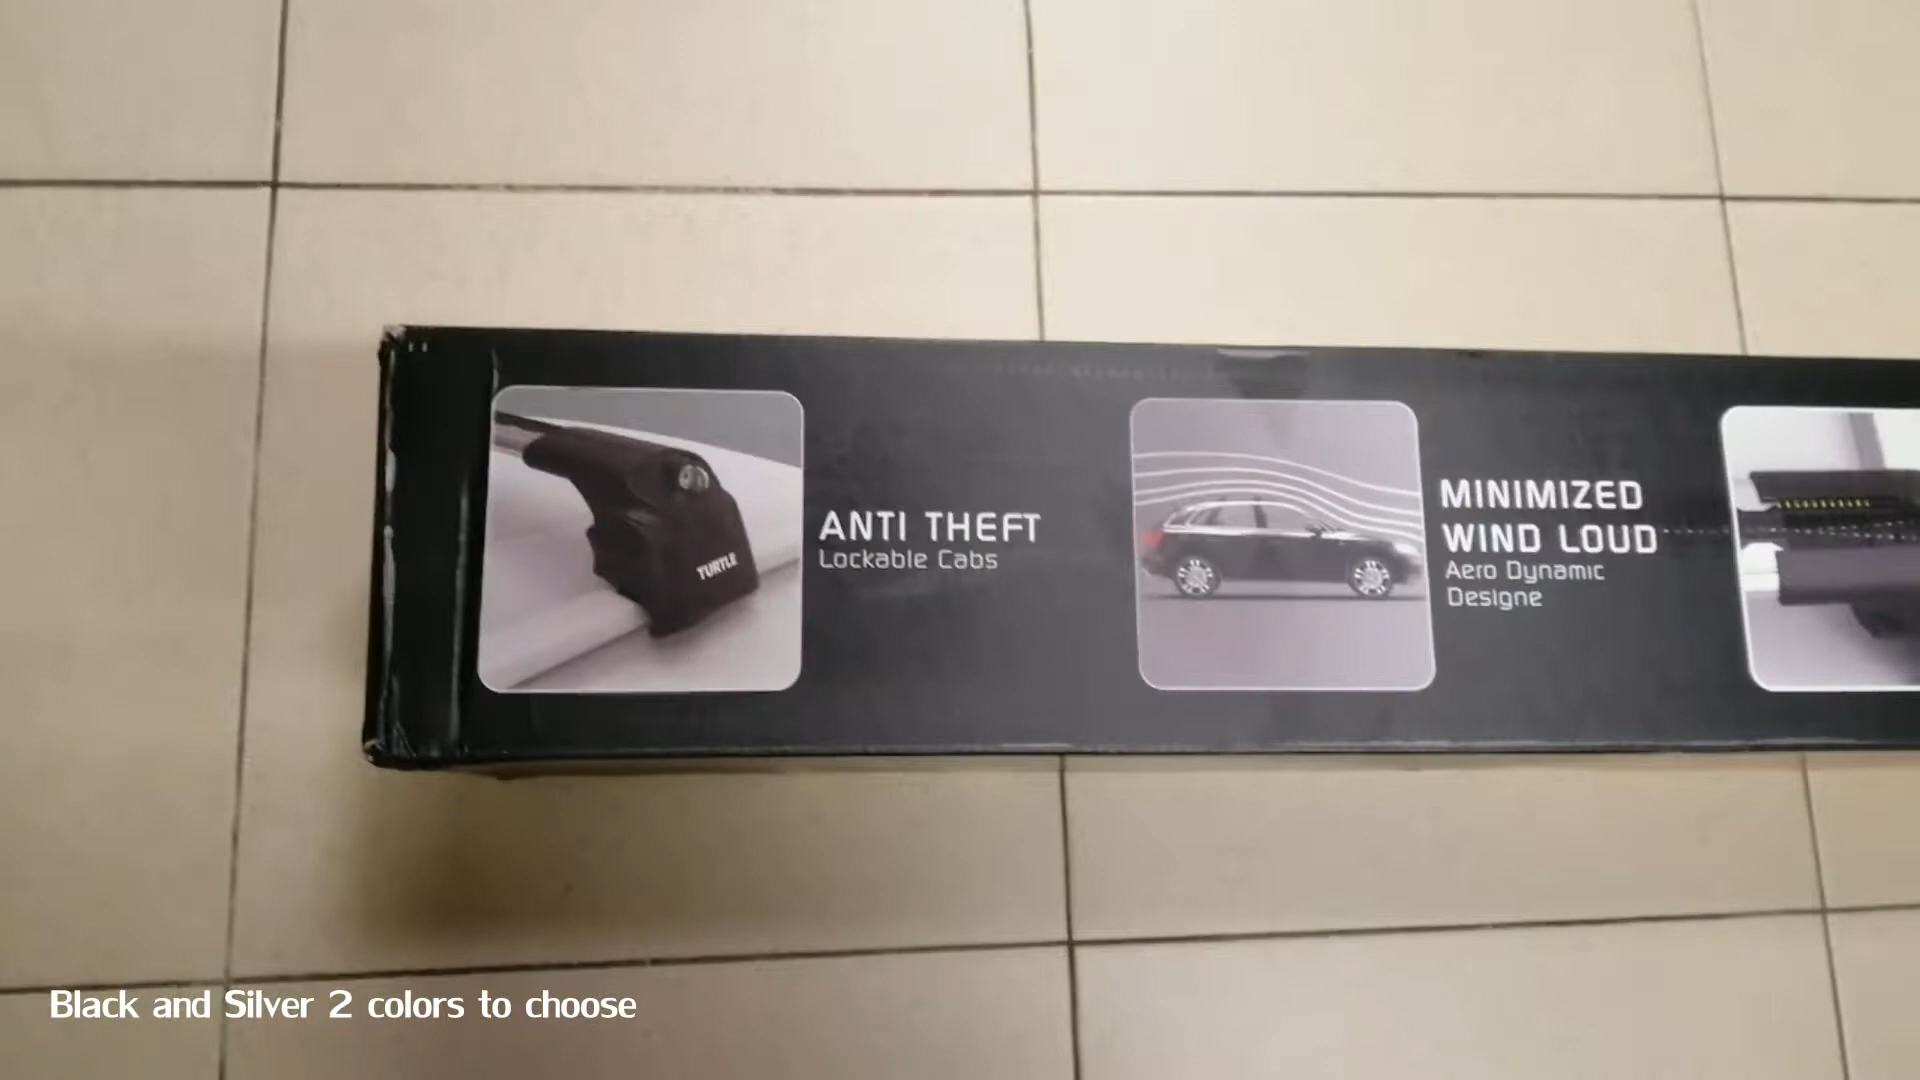 TURTLE
ANTI THEFT
Lockable Cabs
MINIMIZED
WIND LOUD
Aero Dynamic
Designe
Black and Silver 2 colors to choose